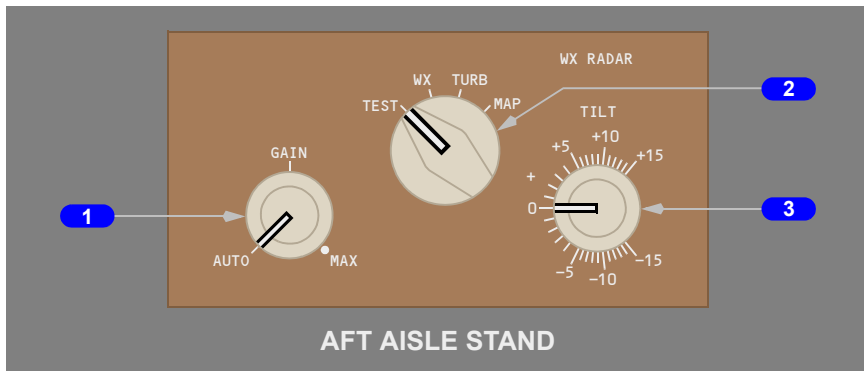 WX RADAR
WX TURB
TEST MAP
2
TILT
GAIN
+5 +10 +15
+
0
1
3
AUTO MAX
-5 -10 -15
AFT AISLE STAND